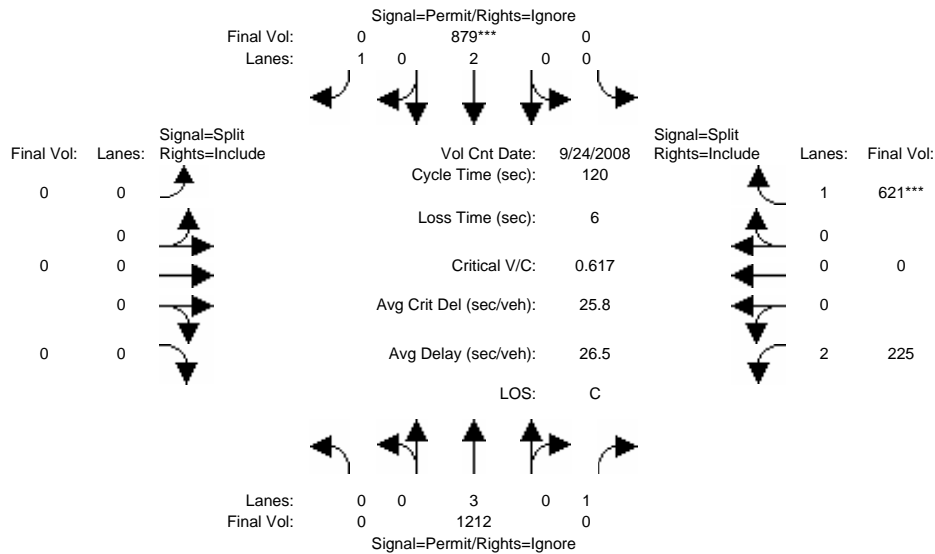 Signal=Permit/Rights=Ignore
Final Vol: 0 879*** 0
Lanes: 1 0 2 0 0
Signal=Split
Final Vol: Lanes: Rights=Include
Vol Cnt Date: 9/24/2008
Signal=Split
Rights=Include Lanes: Final Vol:
Cycle Time (sec): 120
0 0
1 621***
Loss Time (sec): 6
0
0
0 0
Critical V/C: 0.617
0 0
0
Avg Crit Del (sec/veh): 25.8
0
0 0
Avg Delay (sec/veh): 26.5
2 225
LOS: C
Lanes: 0 0 3 0 1
Final Vol: 0 1212 0
Signal=Permit/Rights=Ignore